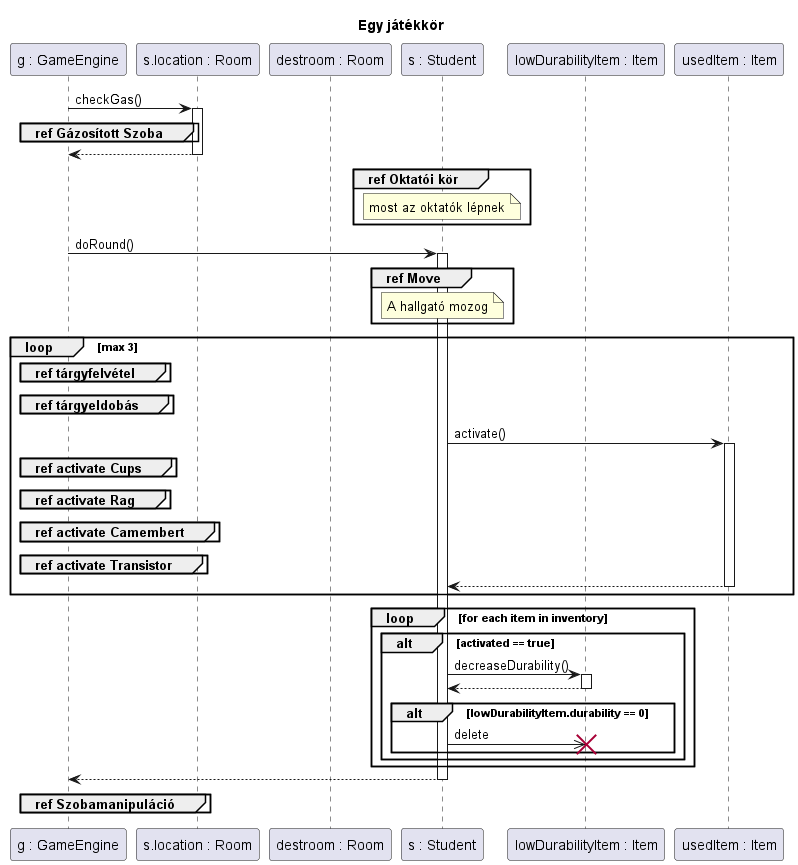 Egy játékkör
g : GameEngine
s.location : Room
destroom : Room
s : Student
lowDurabilityItem : Item
usedItem : Item
checkGas()
ref Gázosított Szoba
ref Oktatói kör
most az oktatók lépnek
doRound()
ref Move
A hallgató mozog
loop [max 3]
ref tárgyfelvétel
ref tárgyeldobás
activate()
ref activate Cups
ref activate Rag
ref activate Camembert
ref activate Transistor
loop [for each item in inventory]
alt [activated == true]
decreaseDurability()
alt [lowDurabilityItem.durability == 0]
delete
ref Szobamanipuláció
g : GameEngine
s.location : Room
destroom : Room
s : Student
lowDurabilityItem : Item
usedItem : Item